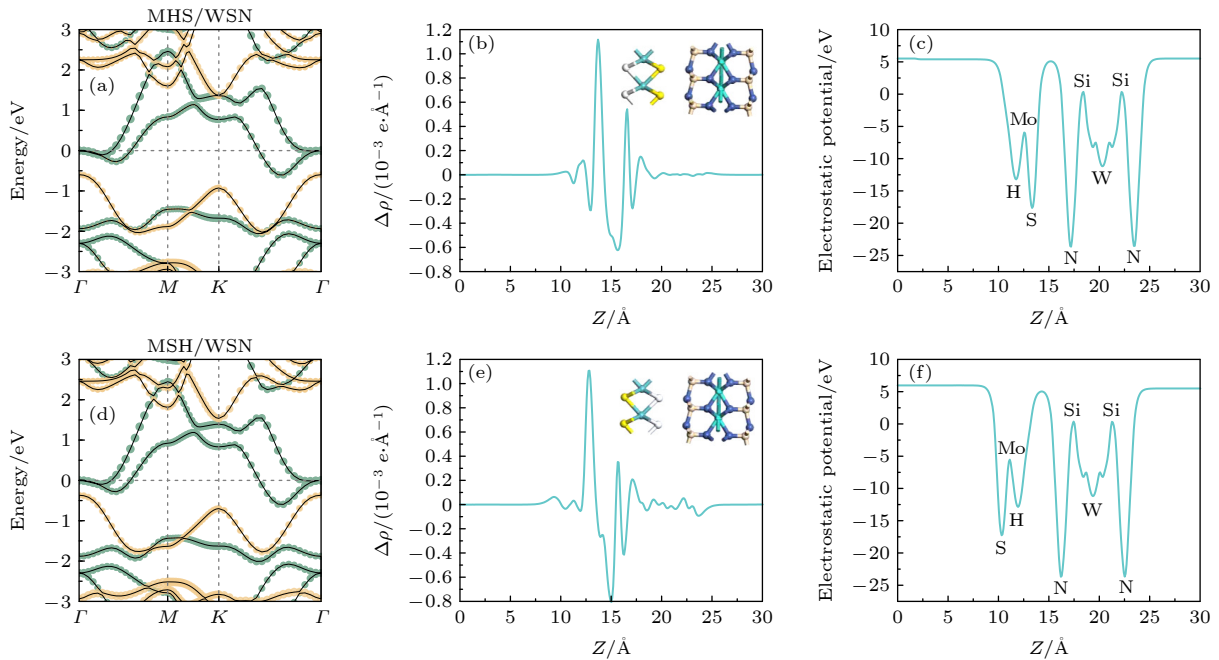 MHS/WSN
(a)
Energy/eV
3
2
1
0
−1
−2
−3
Γ M K Γ
(b)
Δρ/(10⁻³ e·Å⁻¹)
1.2
1.0
0.8
0.6
0.4
0.2
0
−0.2
−0.4
−0.6
−0.8
0 5 10 15 20 25 30
Z/Å
(c)
Electrostatic potential/eV
10
5
0
−5
−10
−15
−20
−25
Si Si
Mo
H W
S
N N
0 5 10 15 20 25 30
Z/Å
MSH/WSN
(d)
Energy/eV
3
2
1
0
−1
−2
−3
Γ M K Γ
(e)
Δρ/(10⁻³ e·Å⁻¹)
1.2
1.0
0.8
0.6
0.4
0.2
0
−0.2
−0.4
−0.6
−0.8
0 5 10 15 20 25 30
Z/Å
(f)
Electrostatic potential/eV
10
5
0
−5
−10
−15
−20
−25
Si Si
Mo
H W
S
N N
0 5 10 15 20 25 30
Z/Å